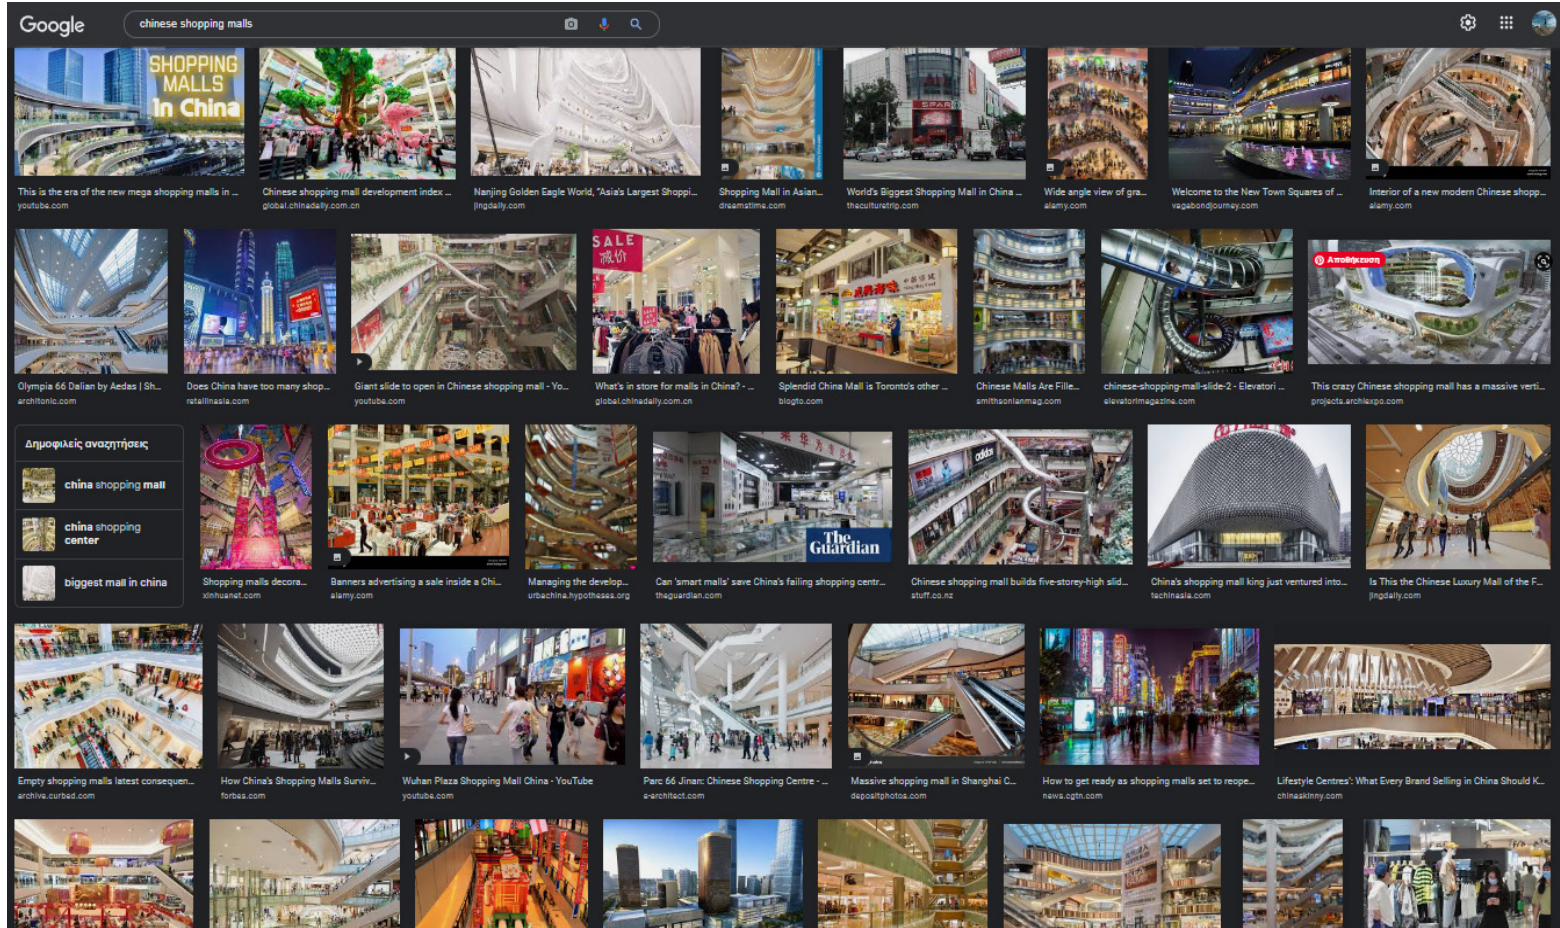 Google
chinese shopping malls
SHOPPING
MALLS
In China
SPAR
This is the era of the new mega shopping malls in ...
youtube.com
Chinese shopping mall development index ...
global.chinadaily.com.cn
Nanjing Golden Eagle World, "Asia's Largest Shoppi...
jingdaily.com
Shopping Mall in Asian...
dreamstime.com
World's Biggest Shopping Mall in China ...
theculturetrip.com
Wide angle view of gra...
alamy.com
Welcome to the New Town Squares of ...
vagabondjourney.com
Interior of a new modern Chinese shopp...
alamy.com
SALE
Αποθήκευση
Olympia 66 Dalian by Aedas | Sh...
architonic.com
Does China have too many shop...
retailinasia.com
Giant slide to open in Chinese shopping mall - Yo...
youtube.com
What's in store for malls in China? - ...
global.chinadaily.com.cn
Splendid China Mall is Toronto's other ...
blogto.com
Chinese Malls Are Fille...
smithsonianmag.com
chinese-shopping-mall-slide-2 - Elevatori ...
elevatorimagazine.com
This crazy Chinese shopping mall has a massive verti...
projects.archiexpo.com
Δημοφιλείς αναζητήσεις
china shopping mall
china shopping
center
biggest mall in china
The
Guardian
adidas
Shopping malls decora...
xinhuanet.com
Banners advertising a sale inside a Chi...
alamy.com
Managing the develop...
urbachina.hypotheses.org
Can 'smart malls' save China's failing shopping centr...
theguardian.com
Chinese shopping mall builds five-storey-high slid...
stuff.co.nz
China's shopping mall king just ventured into...
techinasia.com
Is This the Chinese Luxury Mall of the F...
jingdaily.com
Empty shopping malls latest consequen...
archive.curbed.com
How China's Shopping Malls Surviv...
forbes.com
Wuhan Plaza Shopping Mall China - YouTube
youtube.com
Parc 66 Jinan: Chinese Shopping Centre - ...
e-architect.com
Massive shopping mall in Shanghai C...
depositphotos.com
How to get ready as shopping malls set to reope...
news.cgtn.com
Lifestyle Centres': What Every Brand Selling in China Should K...
chinaskinny.com